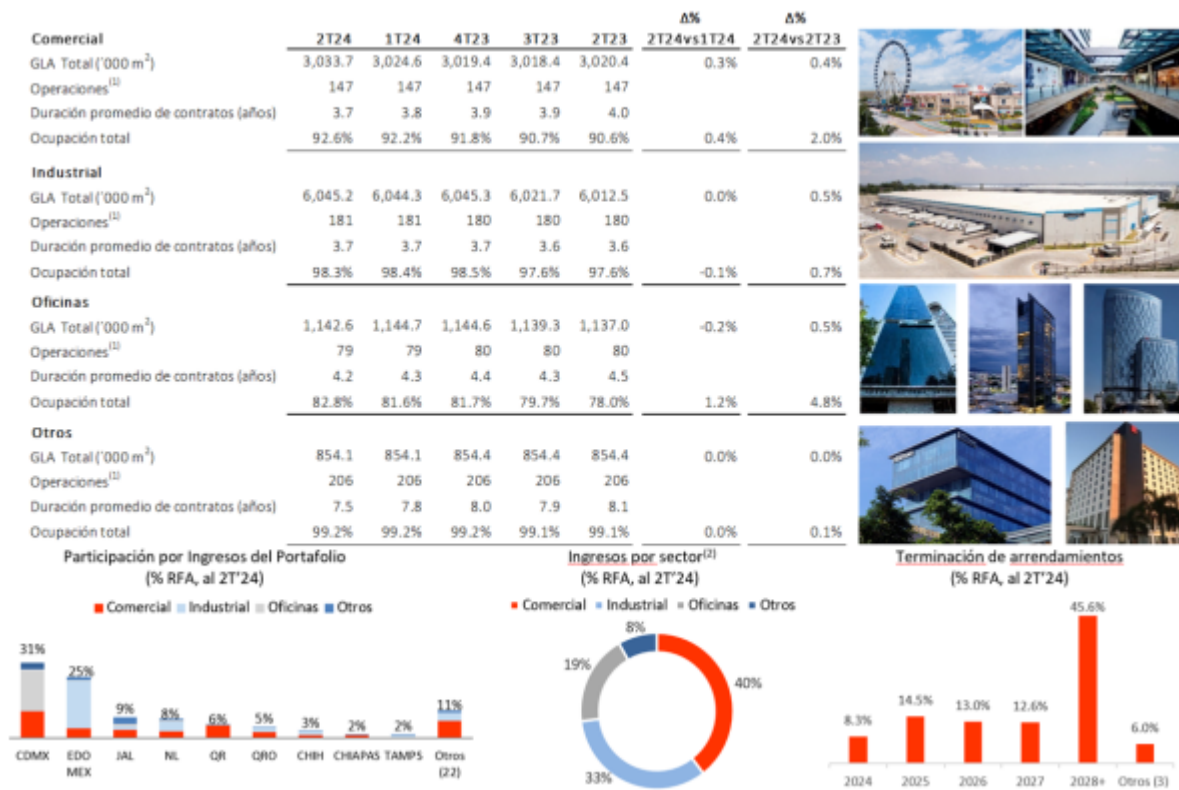 Δ% Δ%
Comercial 2T24 1T24 4T23 3T23 2T23 2T24vs1T24 2T24vs2T23
GLA Total (´000 m²) 3,033.7 3,024.6 3,019.4 3,018.4 3,020.4 0.3% 0.4%
Operaciones⁽¹⁾ 147 147 147 147 147
Duración promedio de contratos (años) 3.7 3.8 3.9 3.9 4.0
Ocupación total 92.6% 92.2% 91.8% 90.7% 90.6% 0.4% 2.0%
Industrial
GLA Total (´000 m²) 6,045.2 6,044.3 6,045.3 6,021.7 6,012.5 0.0% 0.5%
Operaciones⁽¹⁾ 181 181 180 180 180
Duración promedio de contratos (años) 3.7 3.7 3.7 3.6 3.6
Ocupación total 98.3% 98.4% 98.5% 97.6% 97.6% -0.1% 0.7%
Oficinas
GLA Total (´000 m²) 1,142.6 1,144.7 1,144.6 1,139.3 1,137.0 -0.2% 0.5%
Operaciones⁽¹⁾ 79 79 80 80 80
Duración promedio de contratos (años) 4.2 4.3 4.4 4.3 4.5
Ocupación total 82.8% 81.6% 81.7% 79.7% 78.0% 1.2% 4.8%
Otros
GLA Total (´000 m²) 854.1 854.1 854.4 854.4 854.4 0.0% 0.0%
Operaciones⁽¹⁾ 206 206 206 206 206
Duración promedio de contratos (años) 7.5 7.8 8.0 7.9 8.1
Ocupación total 99.2% 99.2% 99.2% 99.1% 99.1% 0.0% 0.1%
Participación por Ingresos del Portafolio
(% RFA, al 2T'24)
Comercial Industrial Oficinas Otros
31% 25% 9% 8% 6% 5% 3% 2% 2% 11%
CDMX EDO MEX JAL NL QR QRO CHIH CHIAPAS TAMPS Otros (22)
Ingresos por sector⁽²⁾
(% RFA, al 2T'24)
Comercial Industrial Oficinas Otros
8%
19%
40%
33%
Terminación de arrendamientos
(% RFA, al 2T'24)
8.3% 14.5% 13.0% 12.6% 45.6% 6.0%
2024 2025 2026 2027 2028+ Otros (3)